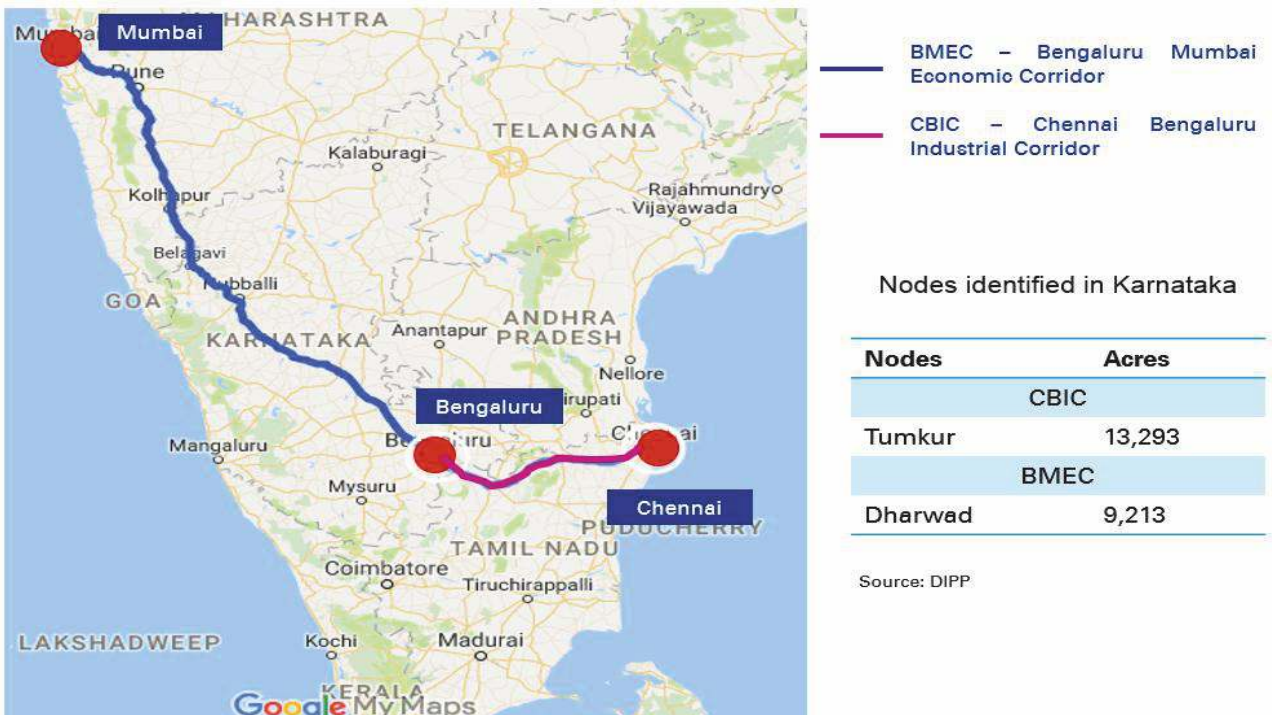 MAHARASHTRA
Mumbai
Mumbai
Pune
TELANGANA
Kalaburagi
Rajahmundry
Vijayawada
Kolhapur
Belagavi
Hubballi
GOA
KARNATAKA
Anantapur
ANDHRA
PRADESH
Nellore
Bengaluru
Tirupati
Bengaluru
Chennai
Mangaluru
Mysuru
Chennai
PUDUCHERRY
TAMIL NADU
Coimbatore
Tiruchirappalli
LAKSHADWEEP
Kochi
Madurai
KERALA
Google My Maps
BMEC – Bengaluru Mumbai
Economic Corridor
CBIC – Chennai Bengaluru
Industrial Corridor
Nodes identified in Karnataka
Nodes Acres
CBIC
Tumkur 13,293
BMEC
Dharwad 9,213
Source: DIPP